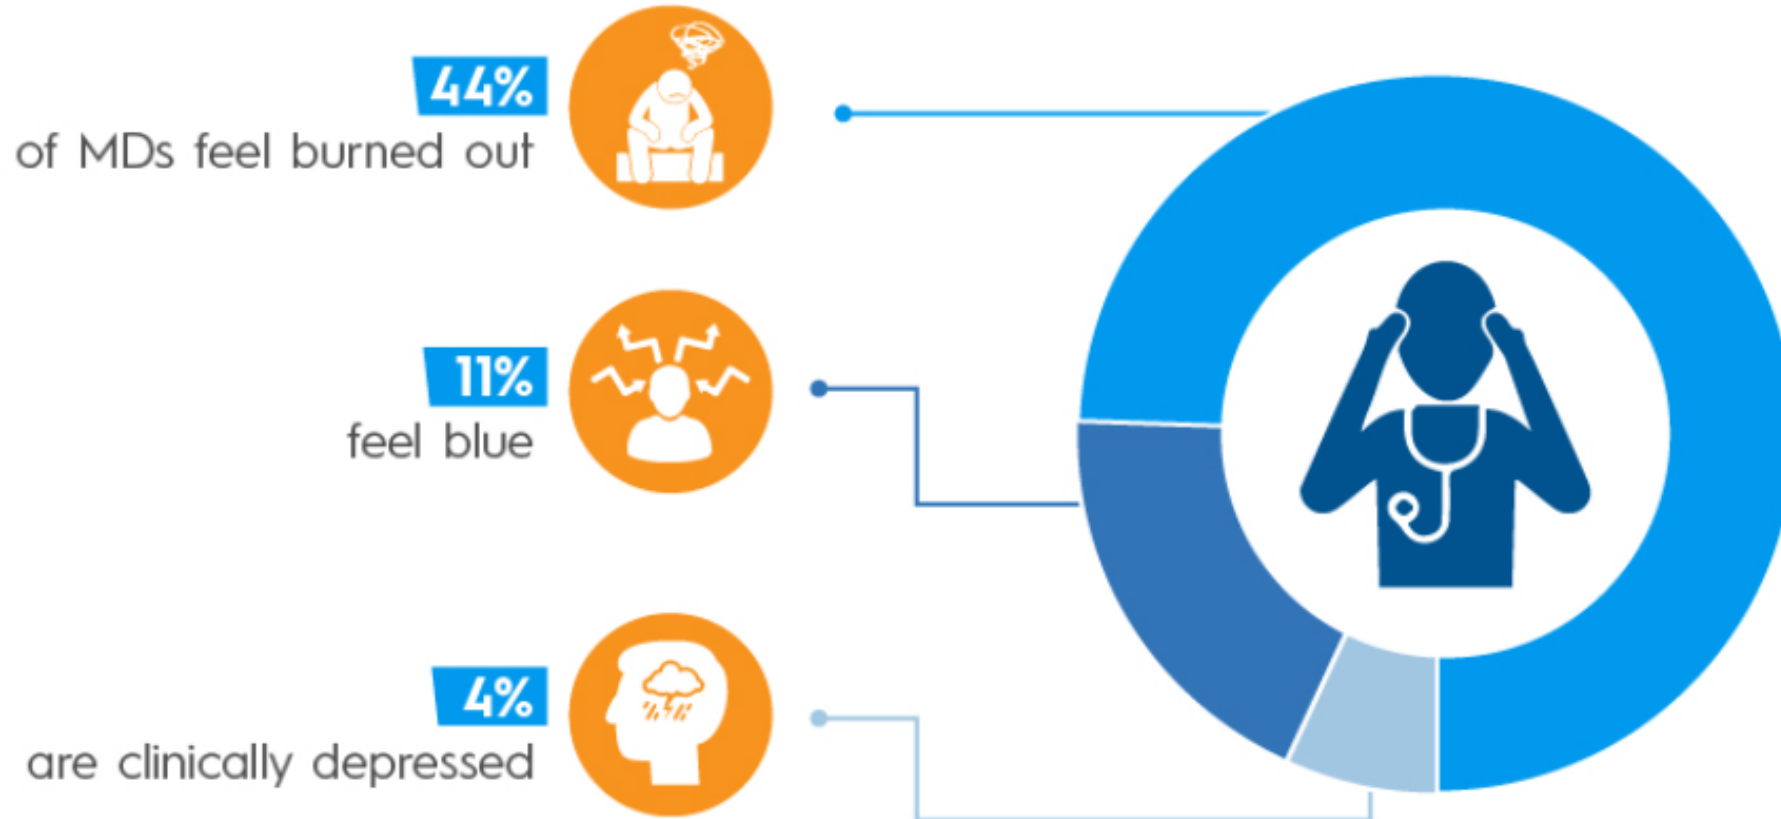 44%
of MDs feel burned out
11%
feel blue
4%
are clinically depressed